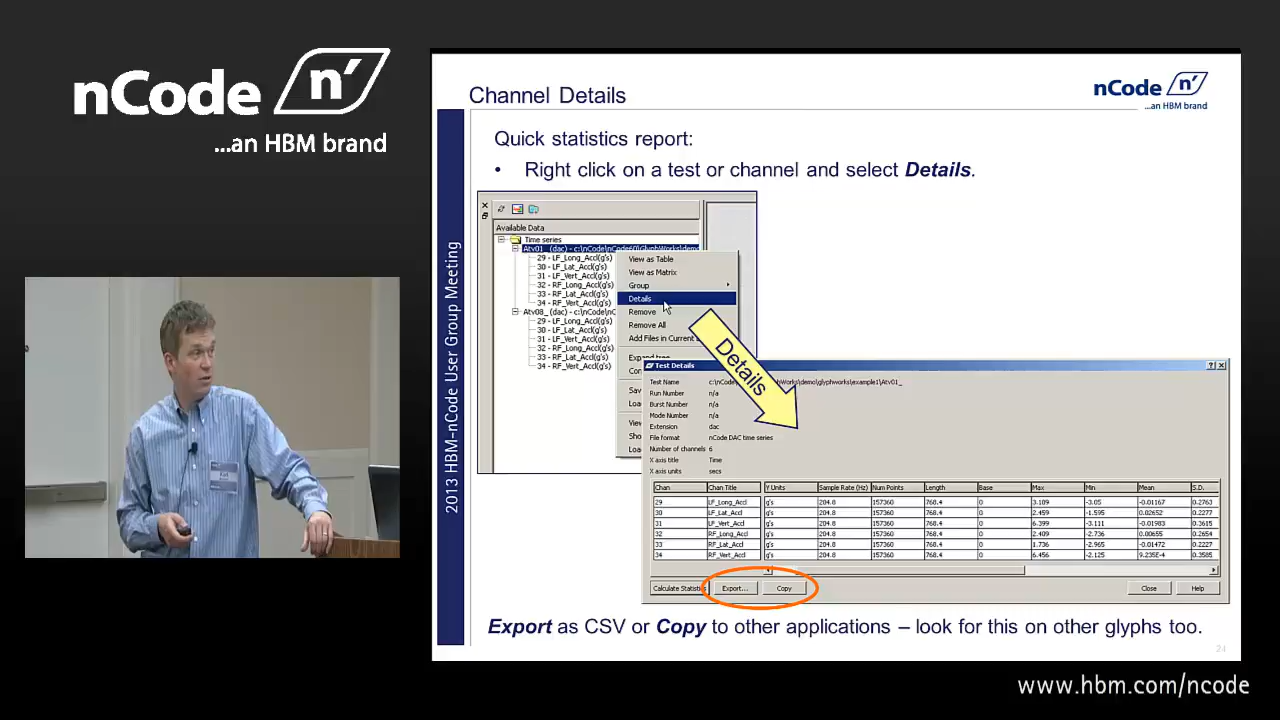 nCode n'
...an HBM brand
Channel Details
nCode n'
...an HBM brand
Quick statistics report:
• Right click on a test or channel and select Details.
2013 HBM-nCode User Group Meeting
Available Data
Time series
Atv01_ (dac) - c:\nCode\nCode60\GlyphWorks\demo
29 - LF_Long_Accl(g's)
30 - LF_Lat_Accl(g's)
31 - LF_Vert_Accl(g's)
32 - RF_Long_Accl(g's)
33 - RF_Lat_Accl(g's)
34 - RF_Vert_Accl(g's)
Atv08_ (dac) - c:\nCode\nC
29 - LF_Long_Accl(g's)
30 - LF_Lat_Accl(g's)
31 - LF_Vert_Accl(g's)
32 - RF_Long_Accl(g's)
33 - RF_Lat_Accl(g's)
34 - RF_Vert_Accl(g's)
View as Table
View as Matrix
Group
Details
Remove
Remove All
Add Files in Current
Expand tree
Details
Test Details
Test Name c:\nCode\ Works\demo\glyphworks\example1\Atv01_
Run Number n/a
Burst Number n/a
Mode Number n/a
Extension dac
File format nCode DAC time series
Number of channels 6
X axis title Time
X axis units secs
Chan Chan Title Y Units Sample Rate (Hz) Num Points Length Base Max Min Mean S.D.
29 LF_Long_Accl g's 204.8 157360 768.4 0 3.109 -3.05 -0.01167 0.2763
30 LF_Lat_Accl g's 204.8 157360 768.4 0 2.459 -1.595 0.02652 0.2277
31 LF_Vert_Accl g's 204.8 157360 768.4 0 6.399 -3.111 -0.01983 0.3615
32 RF_Long_Accl g's 204.8 157360 768.4 0 2.409 -2.736 0.00655 0.2654
33 RF_Lat_Accl g's 204.8 157360 768.4 0 1.736 -2.965 -0.01472 0.2227
34 RF_Vert_Accl g's 204.8 157360 768.4 0 6.456 -2.125 9.235E-4 0.3585
Calculate Statistics Export... Copy Close Help
Export as CSV or Copy to other applications – look for this on other glyphs too.
24
www.hbm.com/ncode